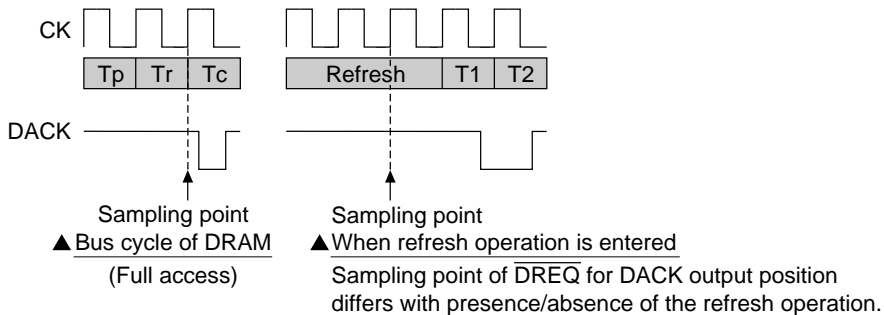 CK
Tp Tr Tc Refresh T1 T2
DACK
Sampling point
▲Bus cycle of DRAM
(Full access)
Sampling point
▲When refresh operation is entered
Sampling point of DREQ for DACK output position
differs with presence/absence of the refresh operation.